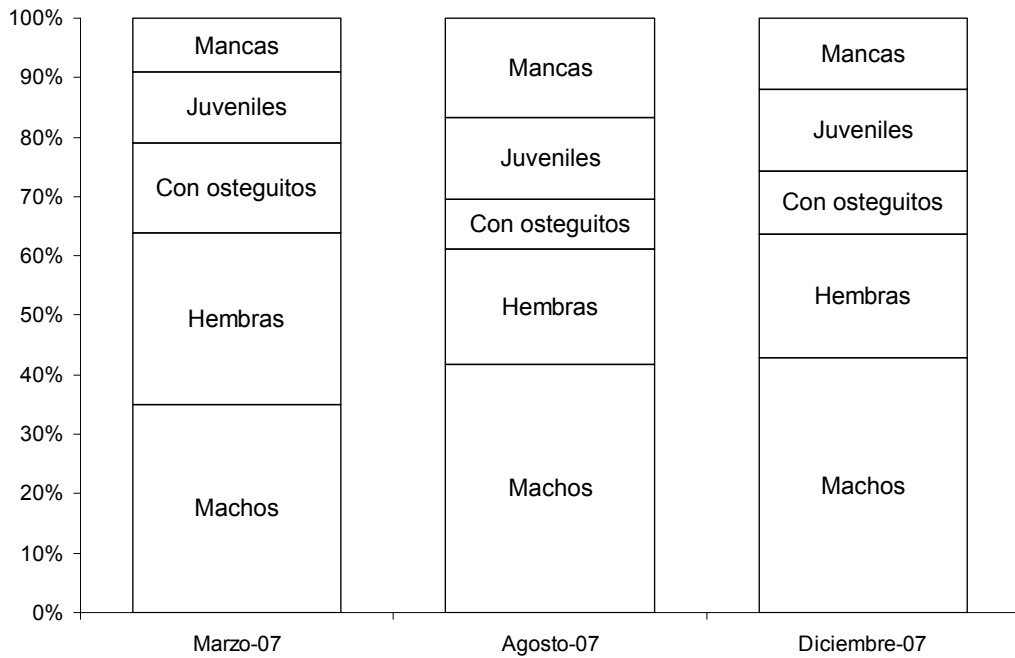 100%
90%
80%
70%
60%
50%
40%
30%
20%
10%
0%
Mancas
Juveniles
Con osteguitos
Hembras
Machos
Mancas
Juveniles
Con osteguitos
Hembras
Machos
Mancas
Juveniles
Con osteguitos
Hembras
Machos
Marzo-07
Agosto-07
Diciembre-07